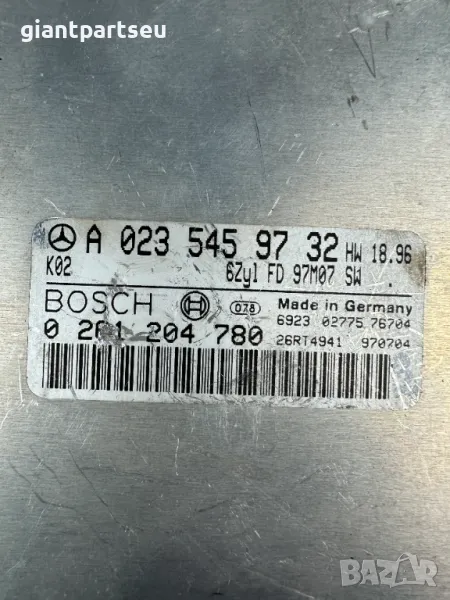 giantpartseu
A 023 545 97 32 HW 18.96
K02 6Zyl FD 97M07 SW .
BOSCH 078 Made in Germany
6923 02775 76704
0 261 204 780 26RT4941 970704
BAZAR